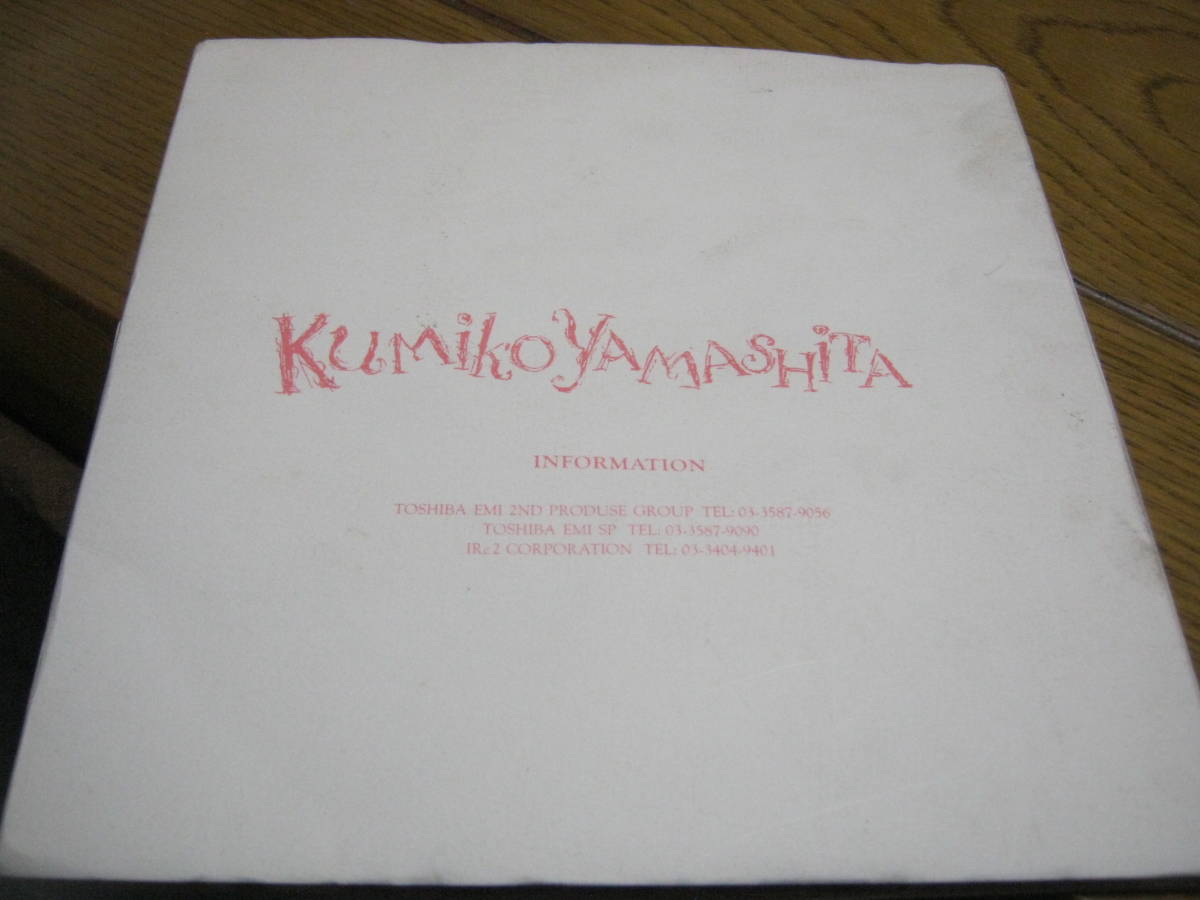 KUMIKO YAMASHITA
INFORMATION
TOSHIBA EMI 2ND PRODUSE GROUP TEL: 03-3587-9056
TOSHIBA EMI SP TEL: 03-3587-9090
IRc2 CORPORATION TEL: 03-3404-9401